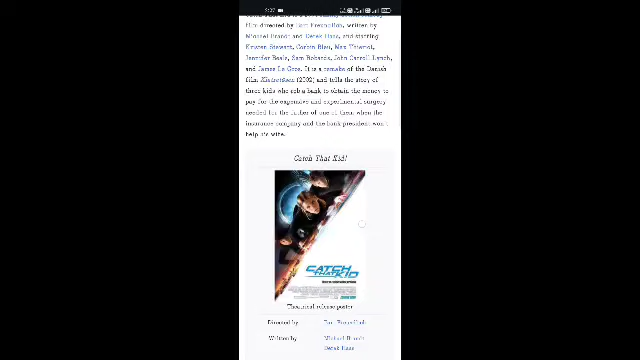 film directed by Bart Freundlich, written by
Michael Brandt and Derek Haas, and starring
Kristen Stewart, Corbin Bleu, Max Thieriot,
Jennifer Beals, Sam Robards, John Carroll Lynch,
and James Le Gros. It is a remake of the Danish
film Klatretøsen (2002) and tells the story of
three kids who rob a bank to obtain the money to
pay for the expensive and experimental surgery
needed for the father of one of them when the
insurance company and the bank president won't
help his wife.
Catch That Kid!
CATCH
THAT KID
Theatrical release poster
Directed by Bart Freundlich
Written by Michael Brandt
Derek Haas